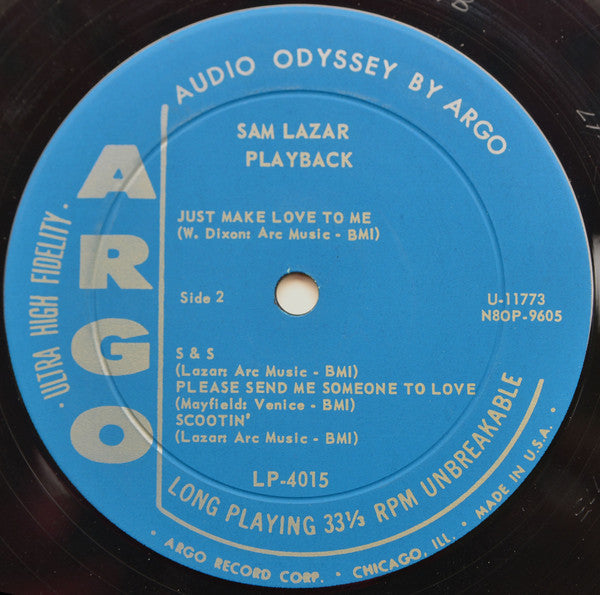 AUDIO ODYSSEY BY ARGO
SAM LAZAR
PLAYBACK
JUST MAKE LOVE TO ME
(W. Dixon: Arc Music - BMI)
Side 2
U-11773
N8OP-9605
S & S
(Lazar: Arc Music - BMI)
PLEASE SEND ME SOMEONE TO LOVE
(Mayfield: Venice - BMI)
SCOOTIN'
(Lazar: Arc Music - BMI)
LP-4015
ARGO
· ULTRA HIGH FIDELITY ·
LONG PLAYING 33⅓ RPM UNBREAKABLE
· ARGO RECORD CORP. · CHICAGO, ILL. · MADE IN U.S.A. ·